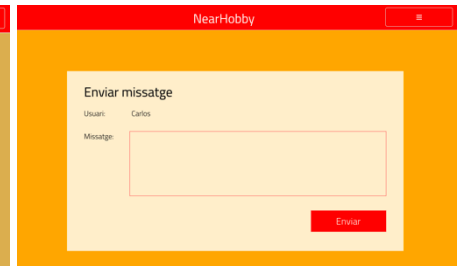 NearHobby
Enviar missatge
Usuari: Carlos
Missatge:
Enviar